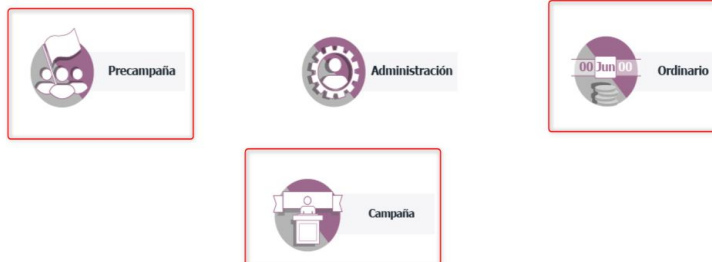 Precampaña
Administración
00 Jun 00
Ordinario
Campaña